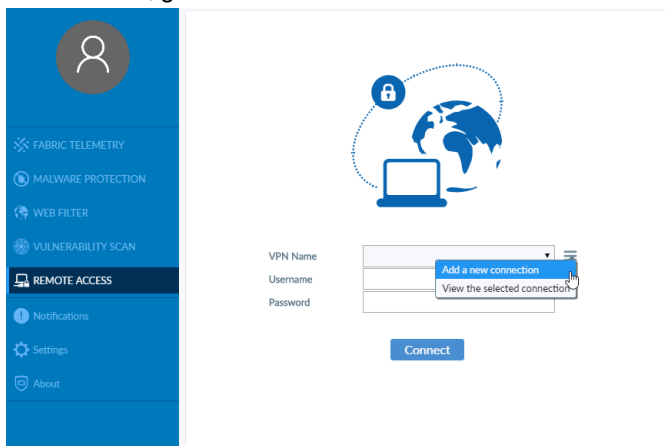 FABRIC TELEMETRY
MALWARE PROTECTION
WEB FILTER
VULNERABILITY SCAN
REMOTE ACCESS
Notifications
Settings
About
VPN Name
Add a new connection
Username
View the selected connection
Password
Connect